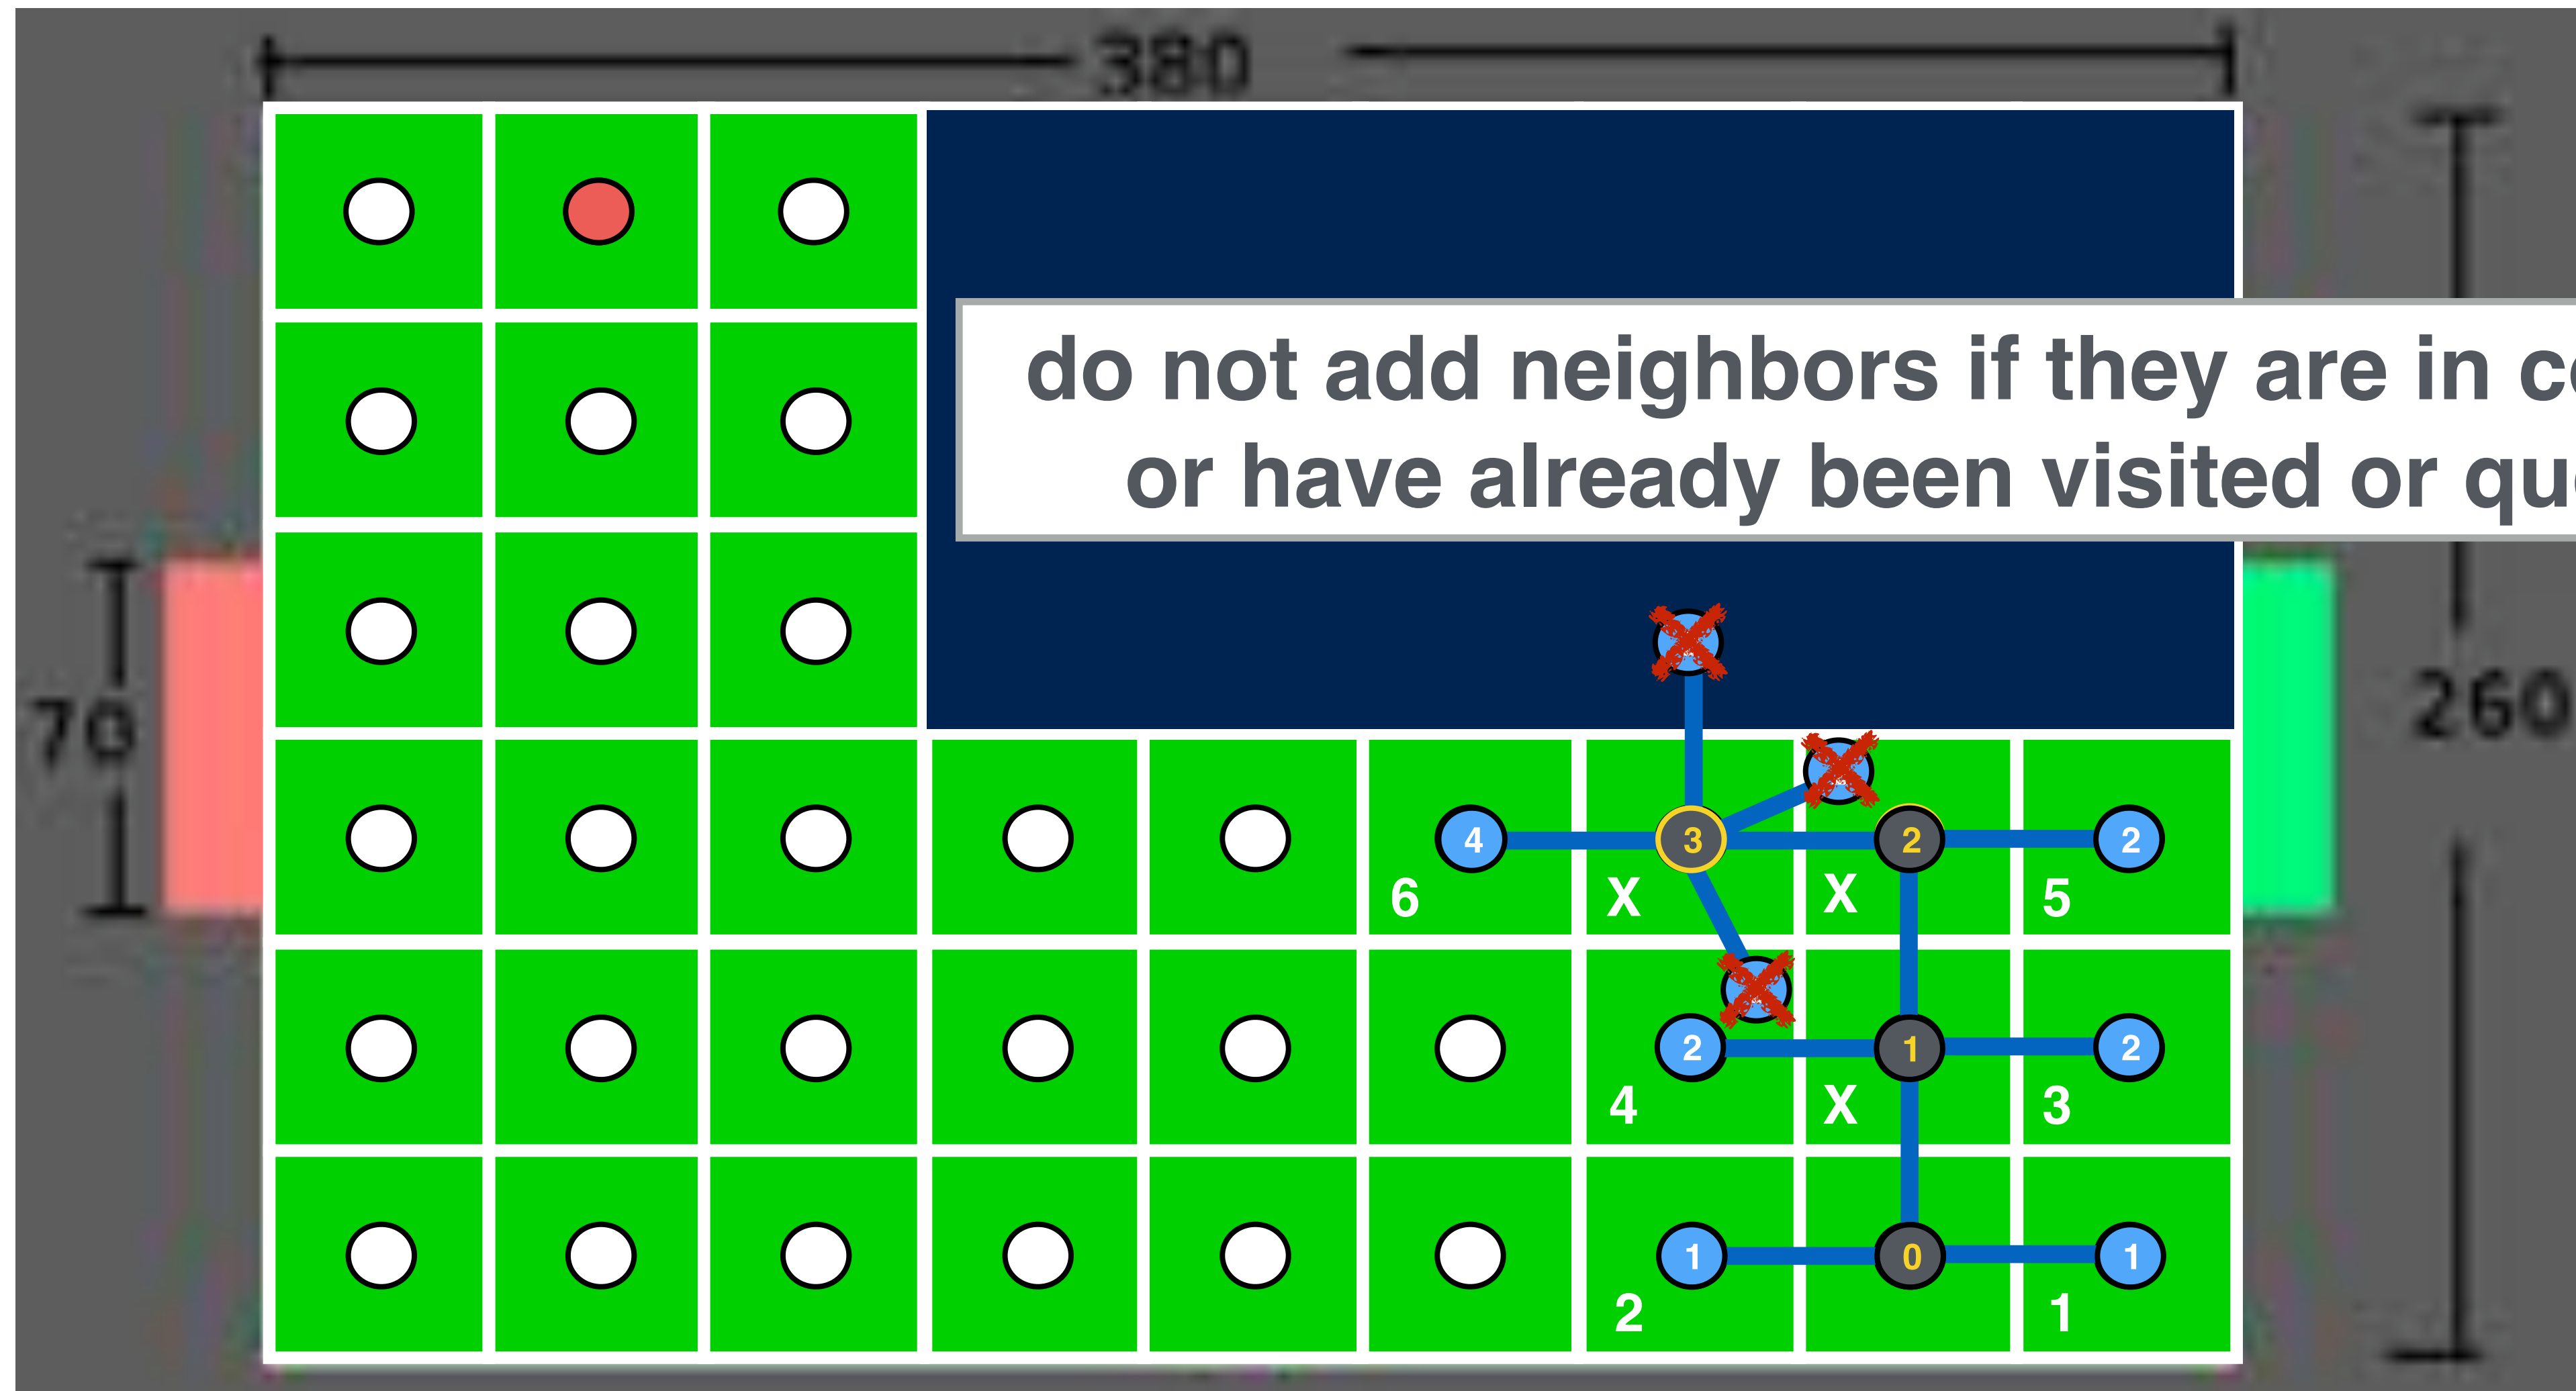 380
do not add neighbors if they are in
or have already been visited or
70
260
4 3 2 2
6 X X 5
2 1 2
4 X 3
1 0 1
2 1